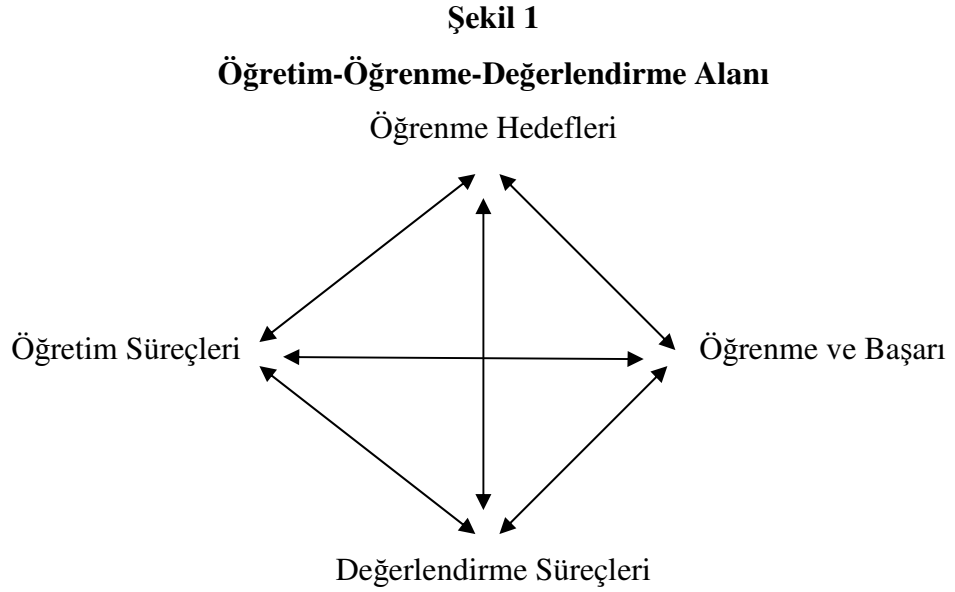 Şekil 1
Öğretim-Öğrenme-Değerlendirme Alanı
Öğrenme Hedefleri
Öğretim Süreçleri
Öğrenme ve Başarı
Değerlendirme Süreçleri